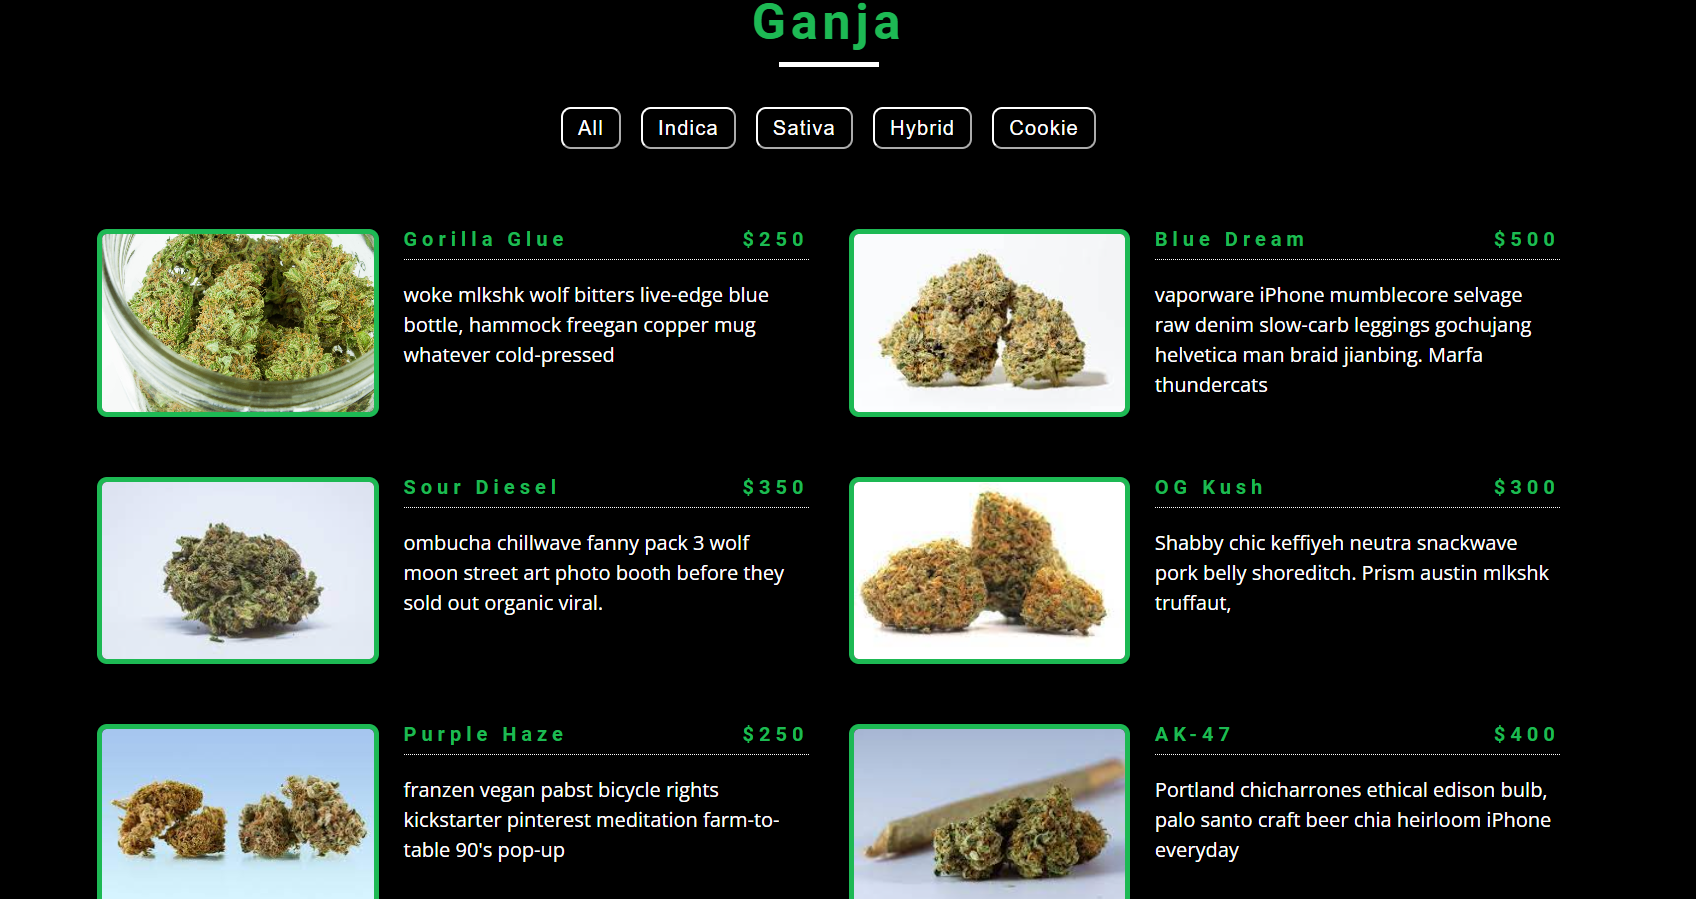 Ganja
All Indica Sativa Hybrid Cookie
Gorilla Glue $250
woke mlkshk wolf bitters live-edge blue
bottle, hammock freegan copper mug
whatever cold-pressed
Blue Dream $500
vaporware iPhone mumblecore selvage
raw denim slow-carb leggings gochujang
helvetica man braid jianbing. Marfa
thundercats
Sour Diesel $350
ombucha chillwave fanny pack 3 wolf
moon street art photo booth before they
sold out organic viral.
OG Kush $300
Shabby chic keffiyeh neutra snackwave
pork belly shoreditch. Prism austin mlkshk
truffaut,
Purple Haze $250
franzen vegan pabst bicycle rights
kickstarter pinterest meditation farm-to-
table 90's pop-up
AK-47 $400
Portland chicharrones ethical edison bulb,
palo santo craft beer chia heirloom iPhone
everyday